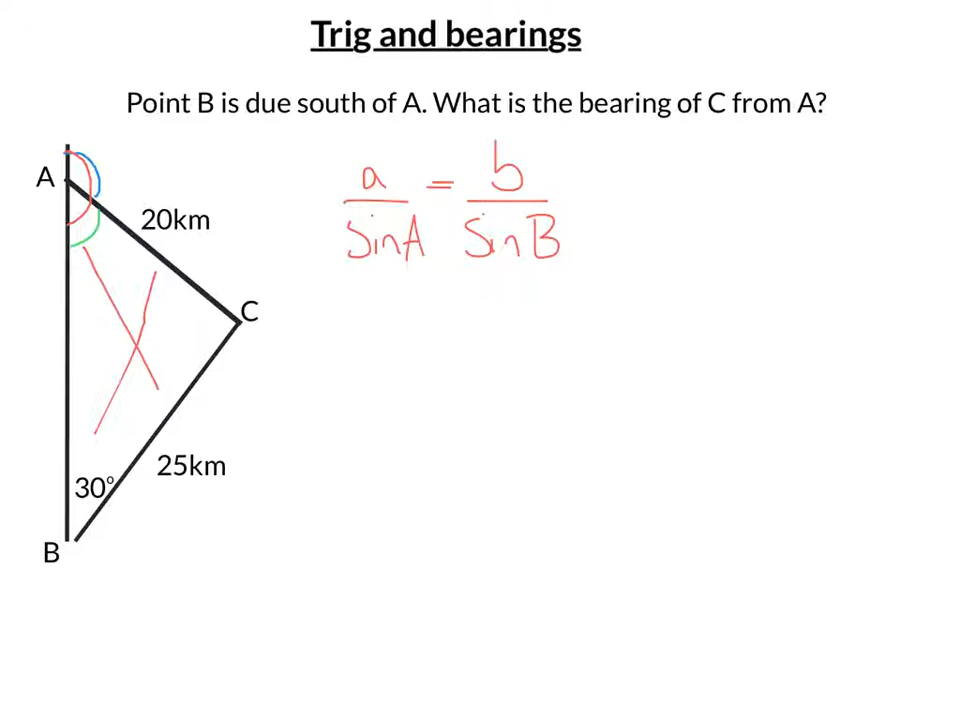 Trig and bearings
Point B is due south of A. What is the bearing of C from A?
A
20km
a/SinA = b/SinB
C
25km
30°
B